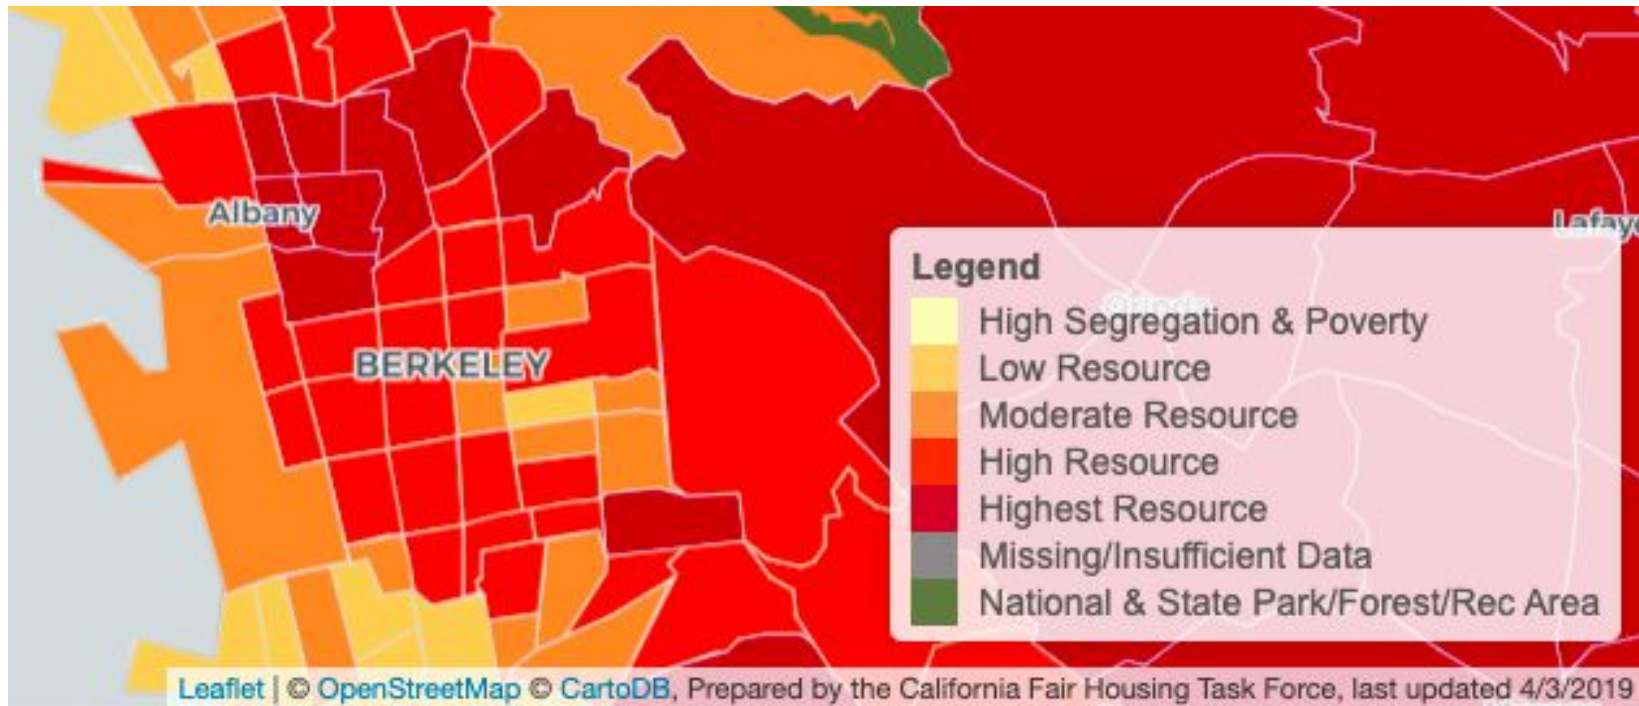 Albany
Lafay
BERKELEY
Legend
High Segregation & Poverty
Low Resource
Moderate Resource
High Resource
Highest Resource
Missing/Insufficient Data
National & State Park/Forest/Rec Area
Leaflet | © OpenStreetMap © CartoDB, Prepared by the California Fair Housing Task Force, last updated 4/3/2019